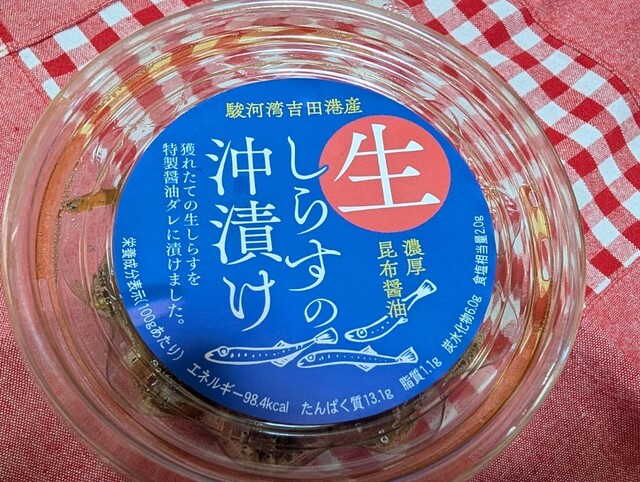 駿河湾吉田港産
生
しらすの
沖漬け
濃厚
昆布醤油
獲れたての生しらすを
特製醤油ダレに漬けました。
栄養成分表示(100gあたり) エネルギー98.4kcal たんぱく質13.1g 脂質1.1g 炭水化物6.0g 食塩相当量2.0g